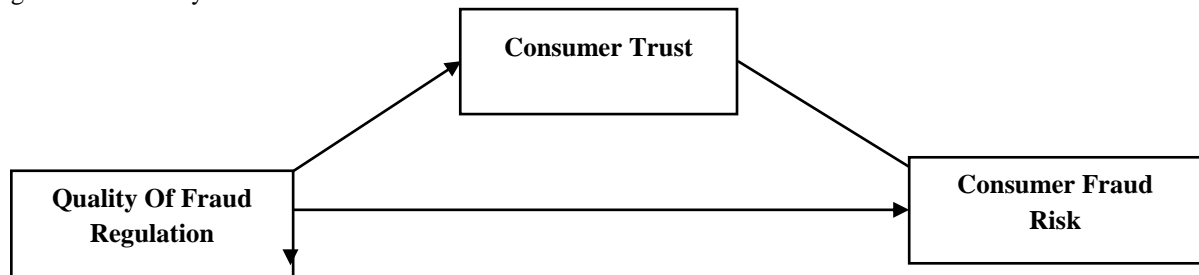 Consumer Trust
Quality Of Fraud
Regulation
Consumer Fraud
Risk